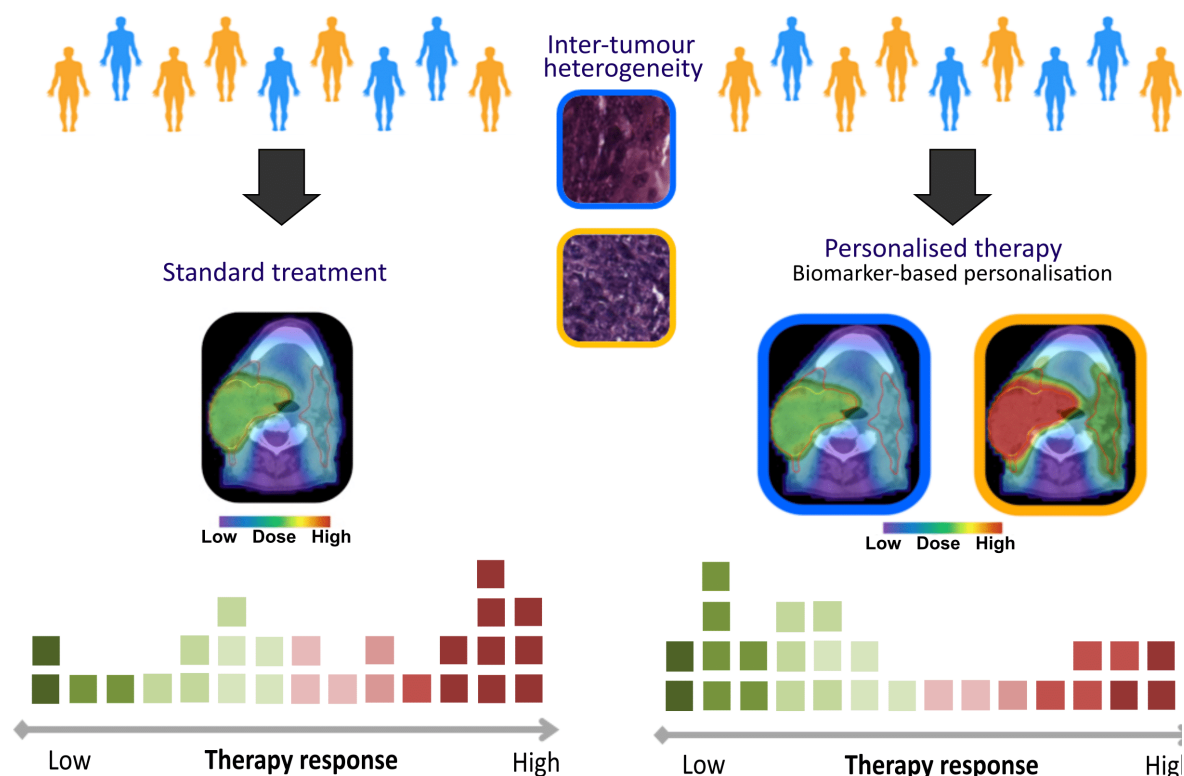 Inter-tumour
heterogeneity
Standard treatment
Personalised therapy
Biomarker-based personalisation
Low Dose High
Low Dose High
Low Therapy response High
Low Therapy response High